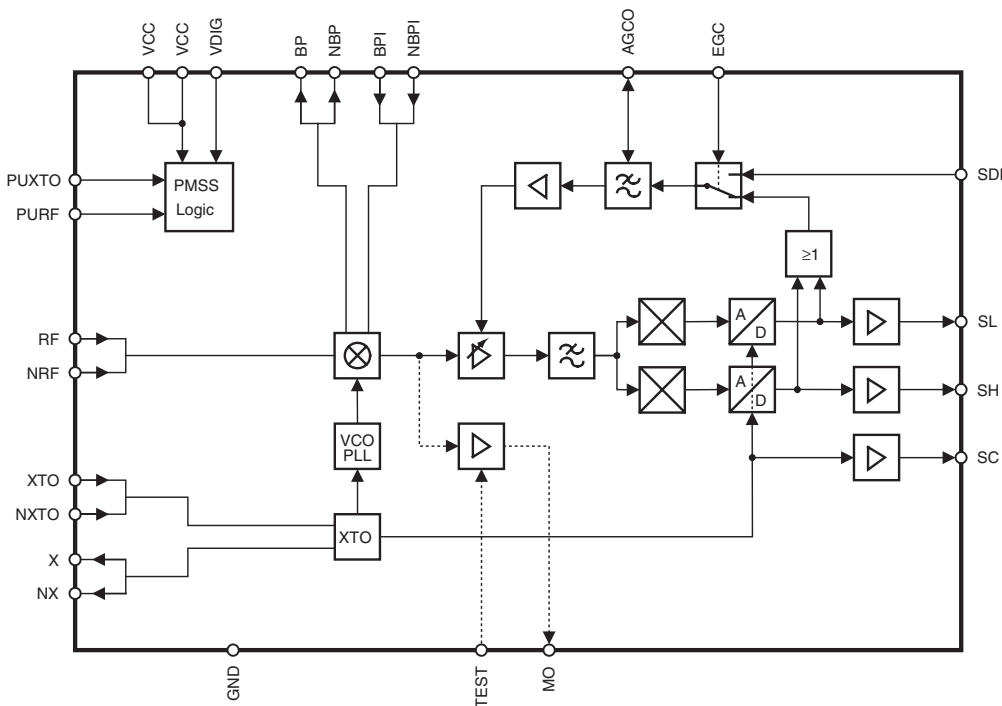 VCC
VCC
VDIG
BP
NBP
BPI
NBPI
AGCO
EGC
PUXTO
PURF
PMSS
Logic
SDI
≥1
RF
NRF
A
D
SL
A
D
SH
VCO
PLL
SC
XTO
NXTO
XTO
X
NX
GND
TEST
MO